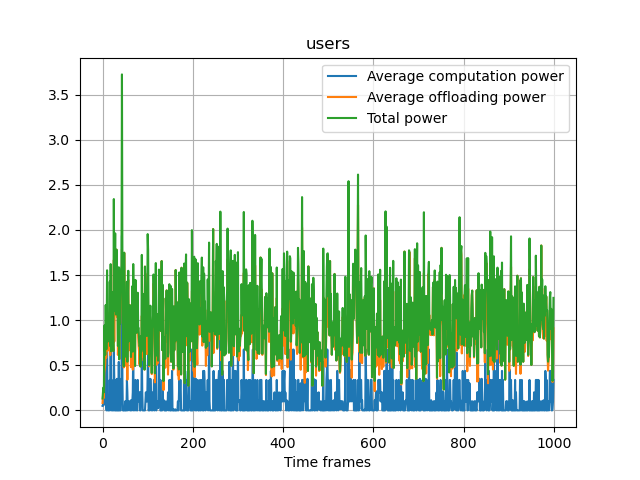 users
Average computation power
Average offloading power
Total power
3.5
3.0
2.5
2.0
1.5
1.0
0.5
0.0
0 200 400 600 800 1000
Time frames